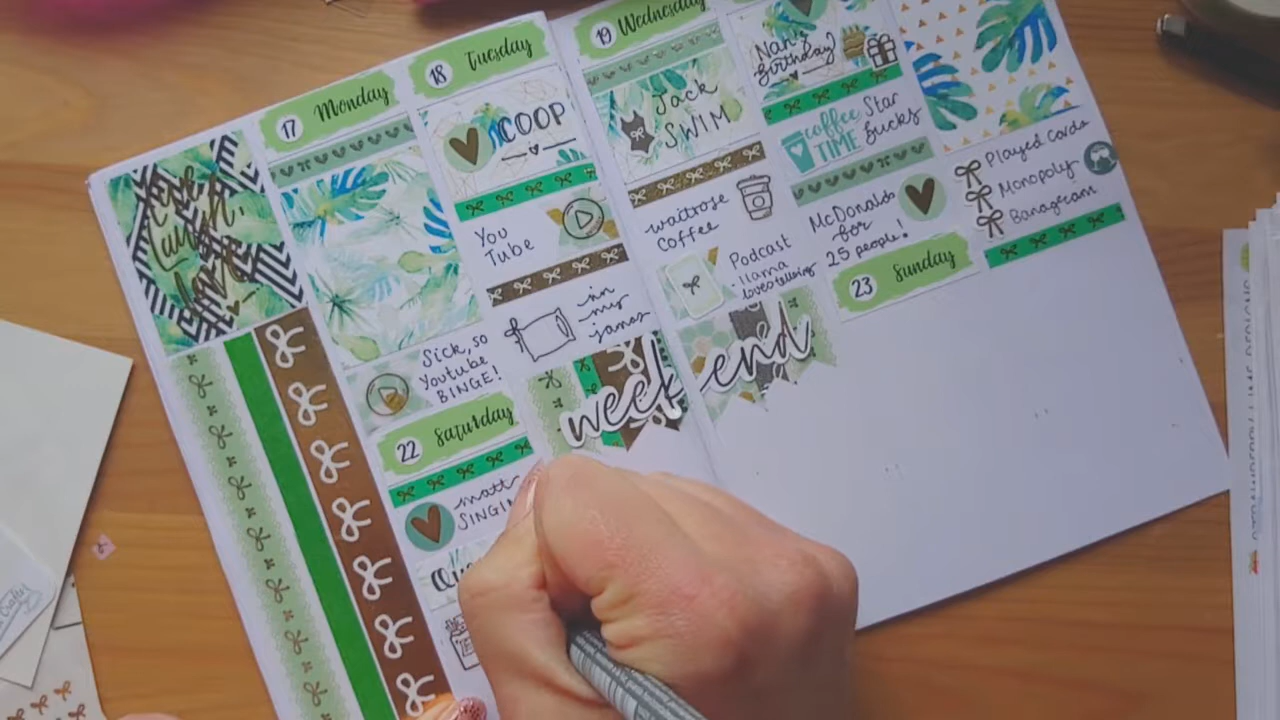 17 Monday
Sick, so
Youtube
BINGE!
18 Tuesday
COOP
You
Tube
in
my
jamas
19 Wednesday
Jack
SWIM
waitrose
coffee
Podcast
-llama
Nan's
Birthday?
coffee
TIME
Star
Bucks
McDonalds
for
25 people!
Played Cards
Monopoly
Banagram
week end
22 Saturday
matt
23 Sunday